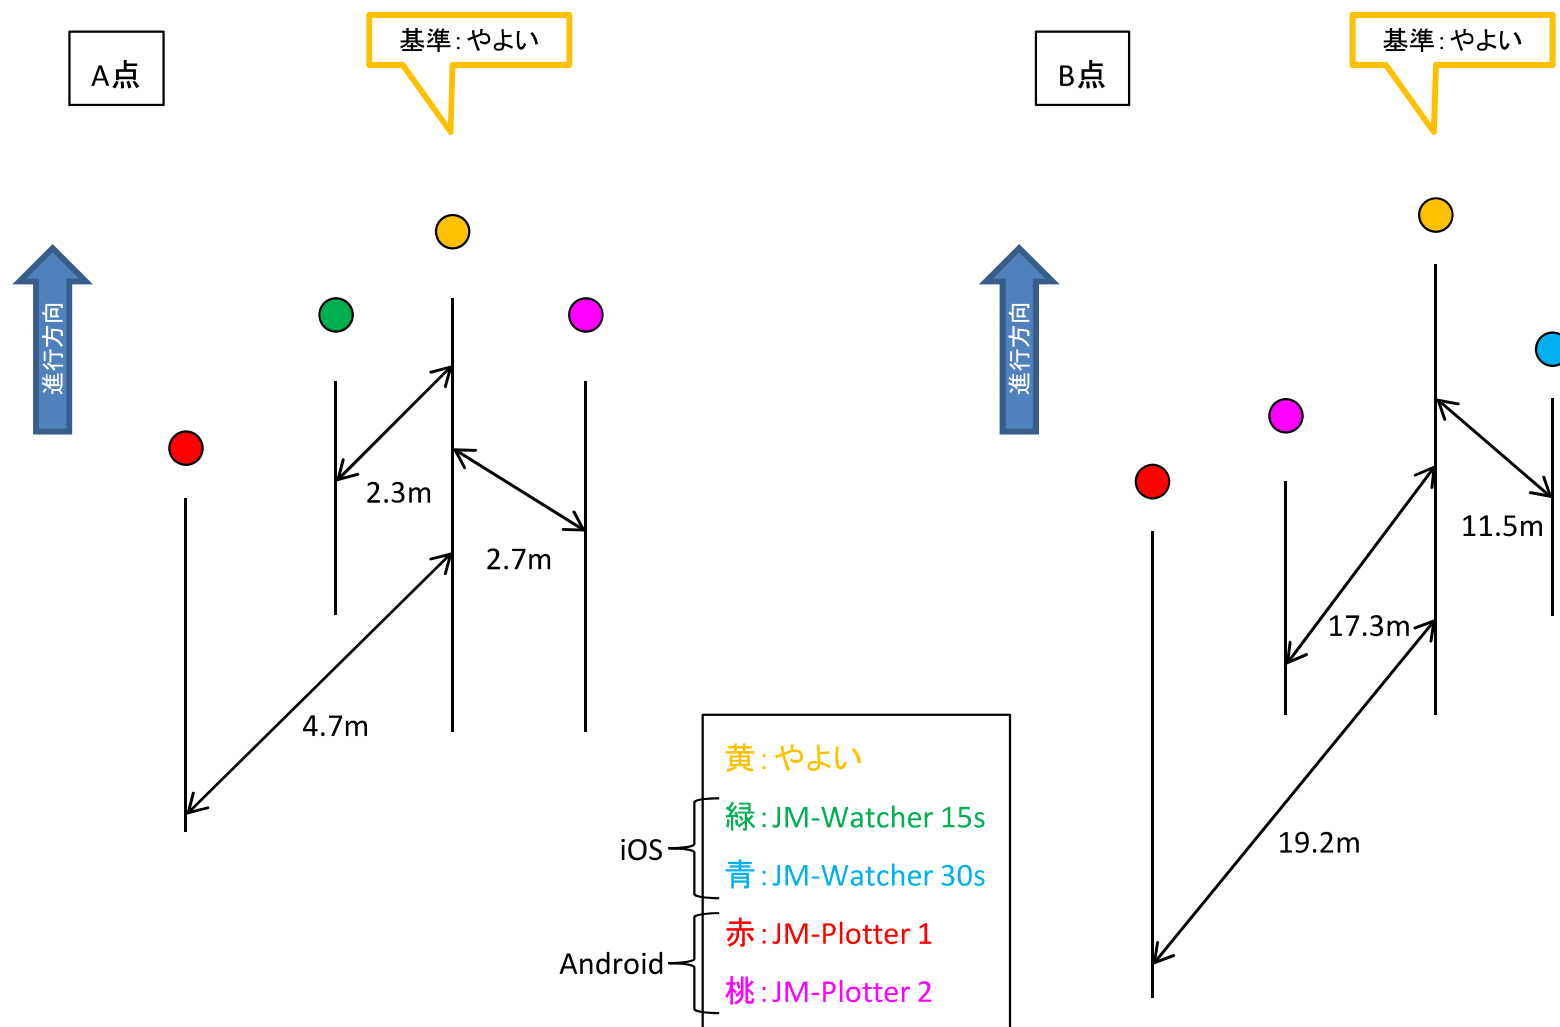 A点
基準：やよい
進行方向
2.3m
2.7m
4.7m
B点
基準：やよい
進行方向
11.5m
17.3m
19.2m
黄：やよい
緑：JM-Watcher 15s
iOS
青：JM-Watcher 30s
赤：JM-Plotter 1
Android
桃：JM-Plotter 2